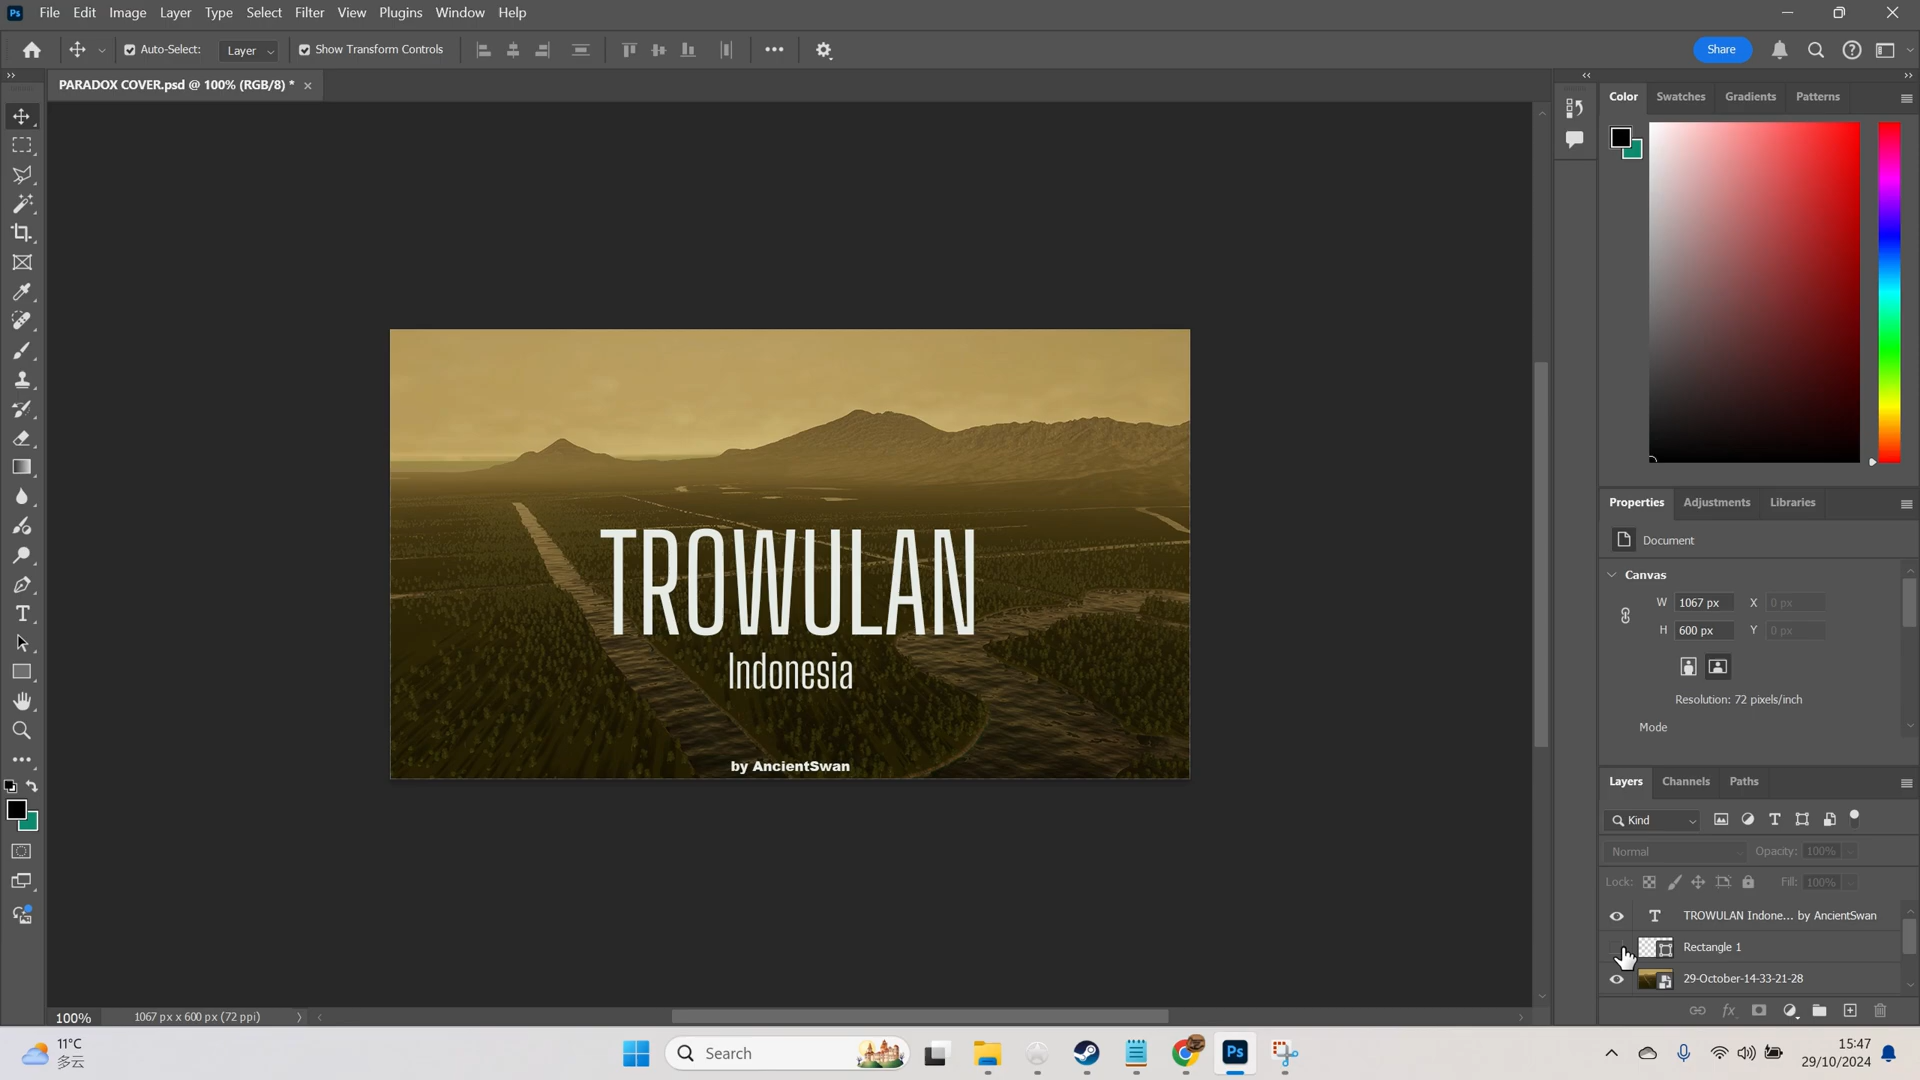 Ps File Edit Image Layer Type Select Filter View Plugins Window Help
Auto-Select: Layer Show Transform Controls Share
PARADOX COVER.psd @ 100% (RGB/8) *
Color Swatches Gradients Patterns
TROWULAN
Indonesia
by AncientSwan
Properties Adjustments Libraries
Document
Canvas
W 1067 px X 0 px
H 600 px Y 0 px
Resolution: 72 pixels/inch
Mode
Layers Channels Paths
Kind
Normal Opacity: 100%
Lock: Fill: 100%
TROWULAN Indone... by AncientSwan
Rectangle 1
29-October-14-33-21-28
100% 1067 px x 600 px (72 ppi)
11°C
多云
Search
Ps
15:47
29/10/2024